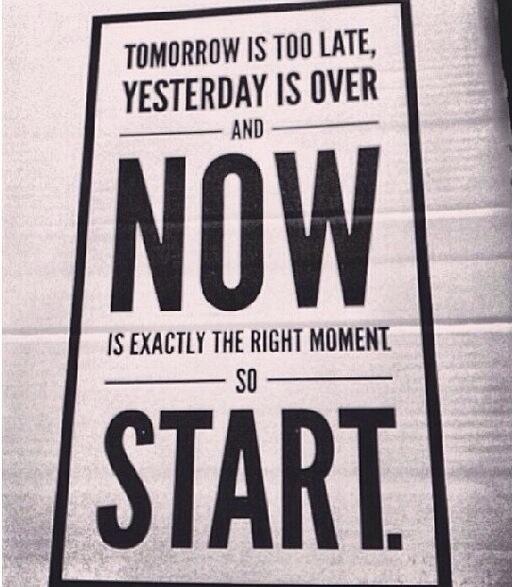 TOMORROW IS TOO LATE,
YESTERDAY IS OVER
AND
NOW
IS EXACTLY THE RIGHT MOMENT.
SO
START.